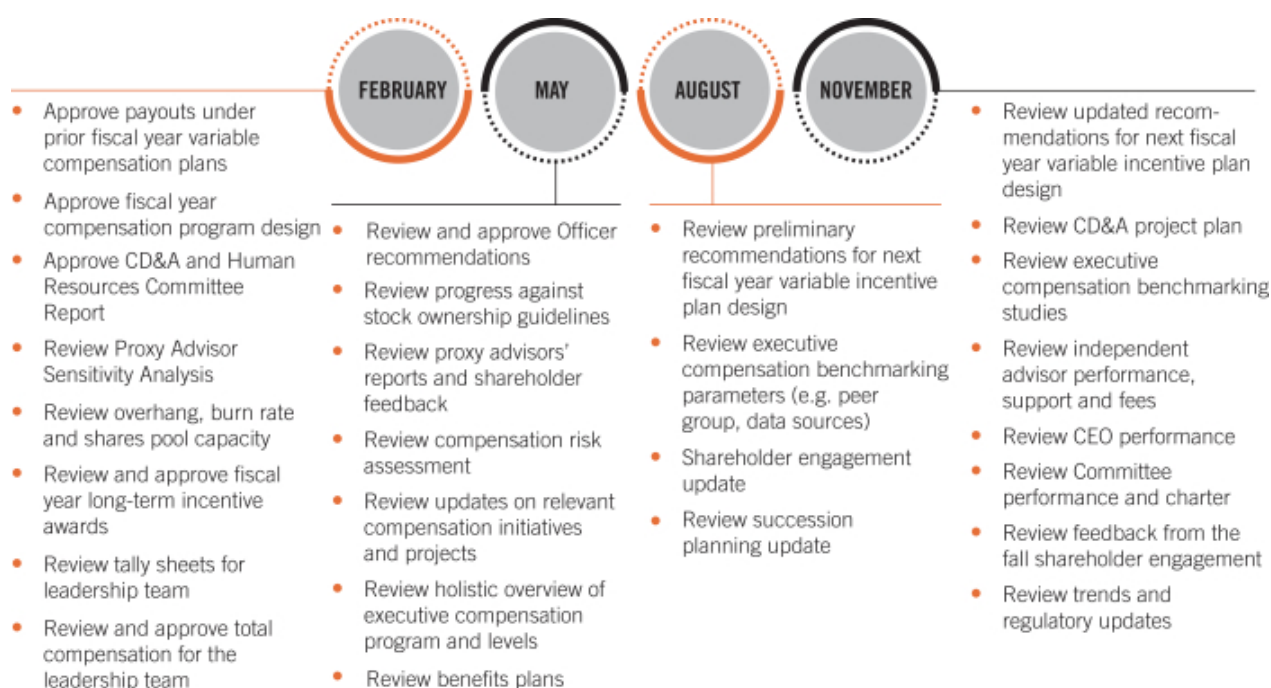 FEBRUARY
MAY
AUGUST
NOVEMBER
• Approve payouts under
prior fiscal year variable
compensation plans
• Approve fiscal year
compensation program design
• Approve CD&A and Human
Resources Committee
Report
• Review Proxy Advisor
Sensitivity Analysis
• Review overhang, burn rate
and shares pool capacity
• Review and approve fiscal
year long-term incentive
awards
• Review tally sheets for
leadership team
• Review and approve total
compensation for the
leadership team
• Review and approve Officer
recommendations
• Review progress against
stock ownership guidelines
• Review proxy advisors’
reports and shareholder
feedback
• Review compensation risk
assessment
• Review updates on relevant
compensation initiatives
and projects
• Review holistic overview of
executive compensation
program and levels
• Review benefits plans
• Review preliminary
recommendations for next
fiscal year variable incentive
plan design
• Review executive
compensation benchmarking
parameters (e.g. peer
group, data sources)
• Shareholder engagement
update
• Review succession
planning update
• Review updated recom-
mendations for next fiscal
year variable incentive plan
design
• Review CD&A project plan
• Review executive
compensation benchmarking
studies
• Review independent
advisor performance,
support and fees
• Review CEO performance
• Review Committee
performance and charter
• Review feedback from the
fall shareholder engagement
• Review trends and
regulatory updates